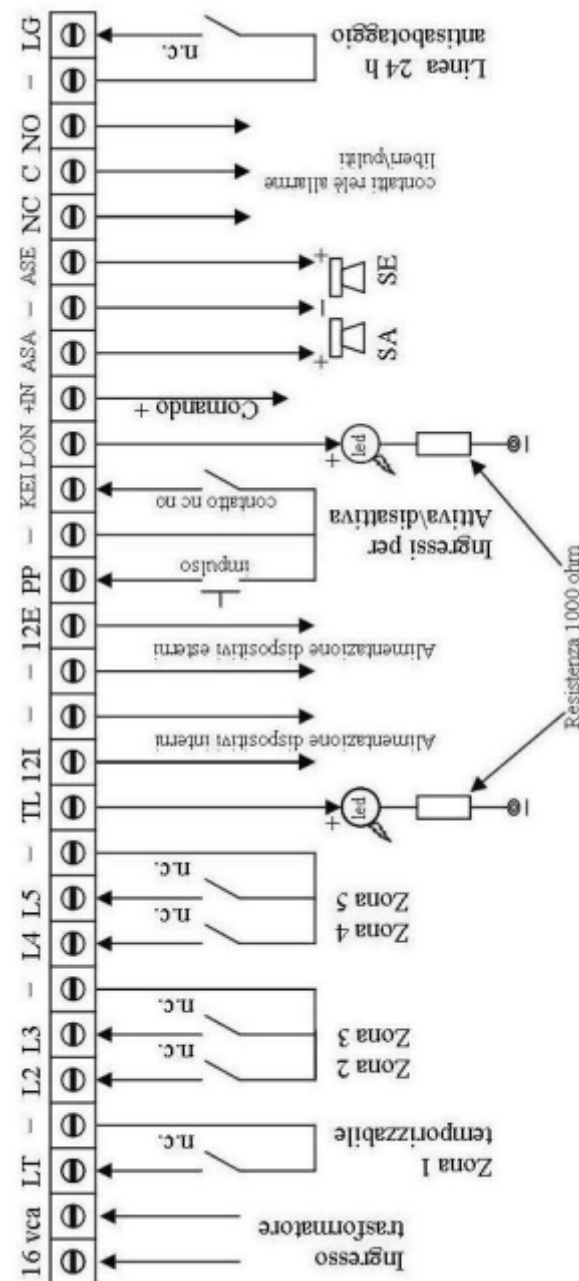 16 vca LT – L2 L3 – L4 L5 – TL 12I – – 12E PP – KEI LON +IN ASA – ASE NC C NO – LG
Ingresso
trasformatore
Zona 1
temporizzabile
n.c.
Zona 2
n.c.
Zona 3
n.c.
Zona 4
n.c.
Zona 5
n.c.
led
+
–
Alimentazione dispositivi interni
Alimentazione dispositivi esterni
impulso
Ingressi per
Attiva/disattiva
contatto nc no
led
+
–
Resistenza 1000 ohm
Comando +
+
SA
–
SE
+
contatti relè allarme
liberi\puliti
Linea 24 h
antisabotaggio
n.c.